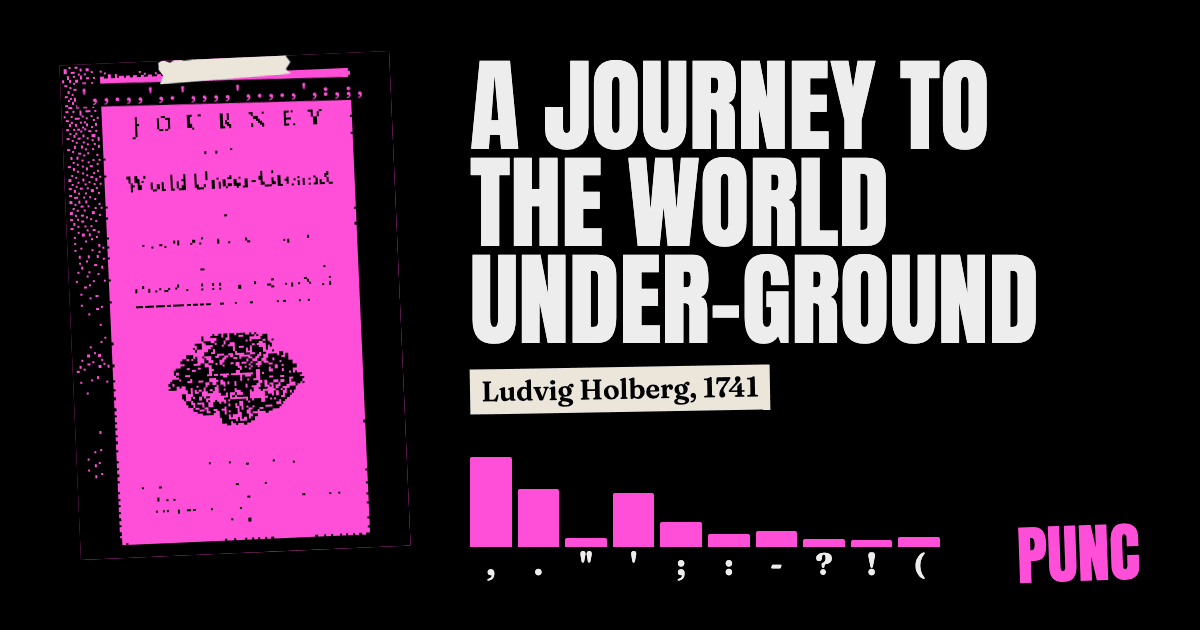 JOURNEY
World Under-Ground
A JOURNEY TO
THE WORLD
UNDER-GROUND
Ludvig Holberg, 1741
, . " ' ; : - ? ! (
PUNC